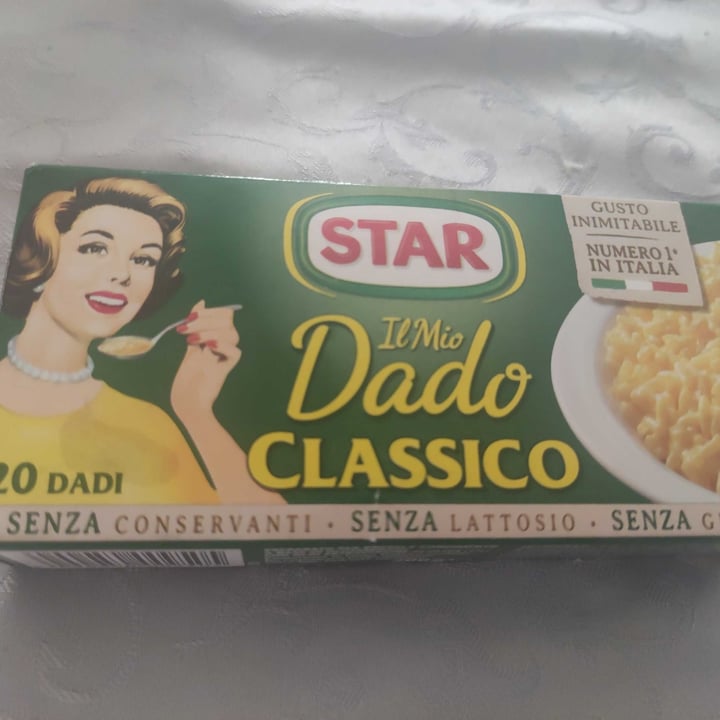 STAR
GUSTO
INIMITABILE
NUMERO 1*
IN ITALIA
Il Mio
Dado
CLASSICO
20 DADI
SENZA CONSERVANTI · SENZA LATTOSIO · SENZA G